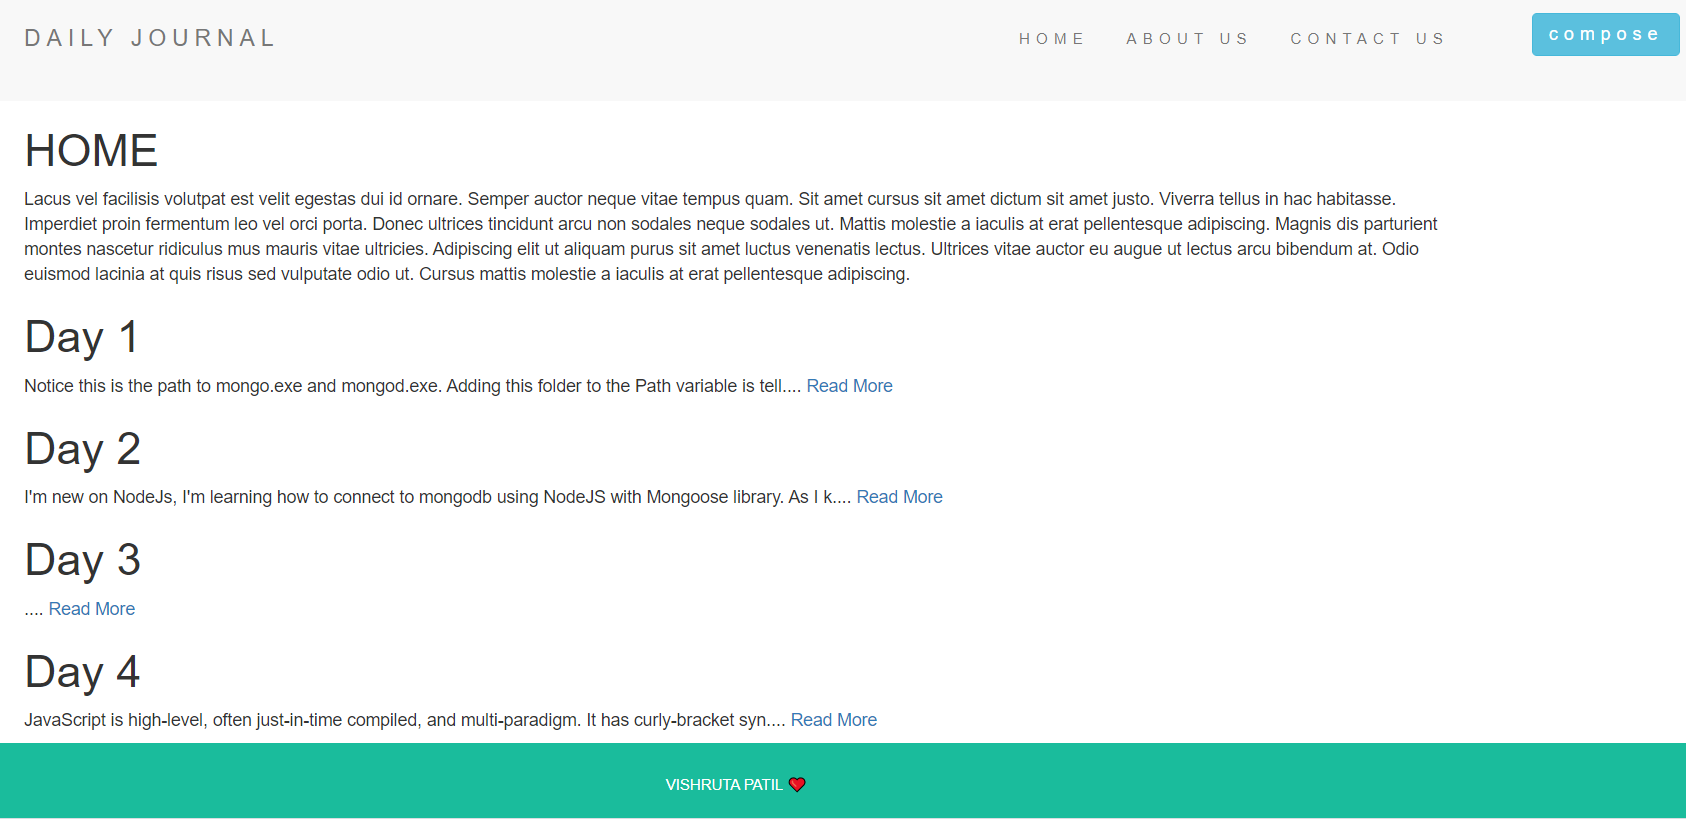 DAILY JOURNAL
HOME ABOUT US CONTACT US compose
HOME
Lacus vel facilisis volutpat est velit egestas dui id ornare. Semper auctor neque vitae tempus quam. Sit amet cursus sit amet dictum sit amet justo. Viverra tellus in hac habitasse.
Imperdiet proin fermentum leo vel orci porta. Donec ultrices tincidunt arcu non sodales neque sodales ut. Mattis molestie a iaculis at erat pellentesque adipiscing. Magnis dis parturient
montes nascetur ridiculus mus mauris vitae ultricies. Adipiscing elit ut aliquam purus sit amet luctus venenatis lectus. Ultrices vitae auctor eu augue ut lectus arcu bibendum at. Odio
euismod lacinia at quis risus sed vulputate odio ut. Cursus mattis molestie a iaculis at erat pellentesque adipiscing.
Day 1
Notice this is the path to mongo.exe and mongod.exe. Adding this folder to the Path variable is tell.... Read More
Day 2
I'm new on NodeJs, I'm learning how to connect to mongodb using NodeJS with Mongoose library. As I k.... Read More
Day 3
.... Read More
Day 4
JavaScript is high-level, often just-in-time compiled, and multi-paradigm. It has curly-bracket syn.... Read More
VISHRUTA PATIL